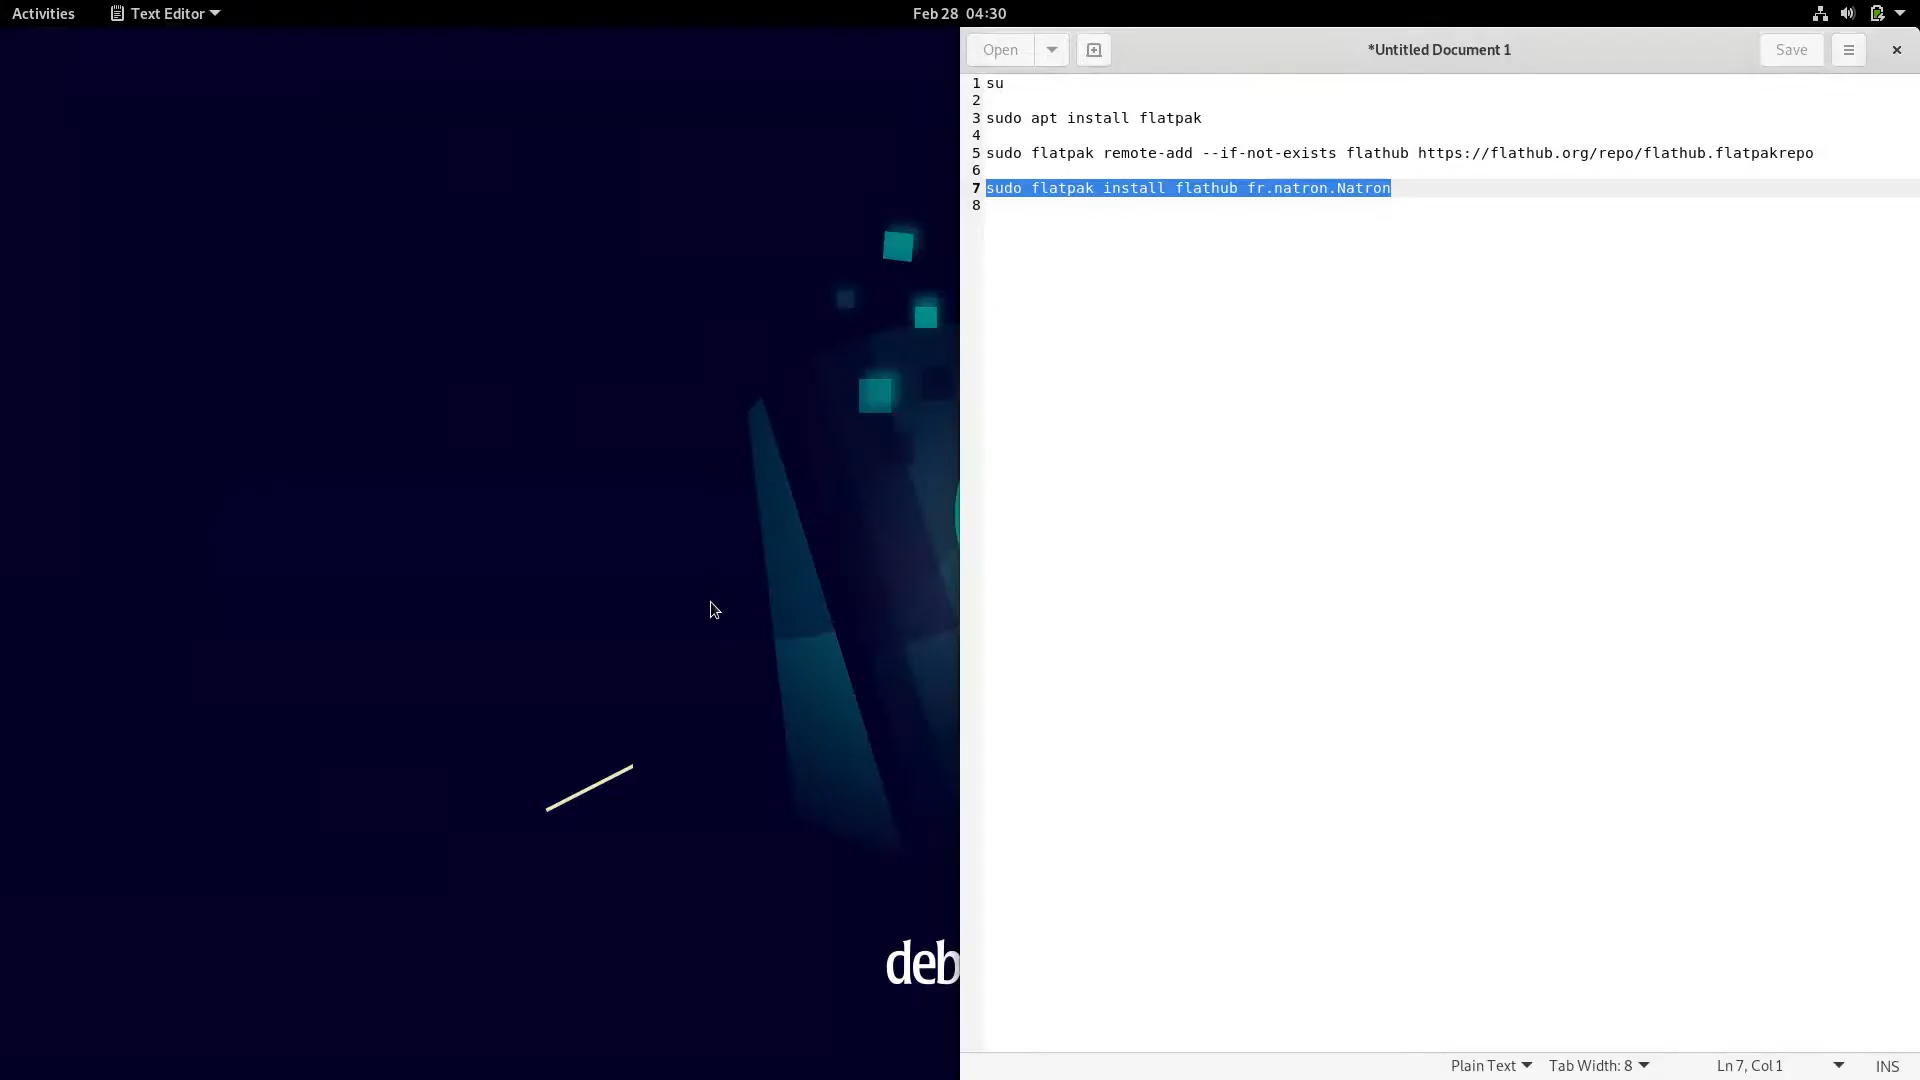 Activities
Text Editor
Feb 28 04:30
Open
*Untitled Document 1
Save
1 su
2
3 sudo apt install flatpak
4
5 sudo flatpak remote-add --if-not-exists flathub https://flathub.org/repo/flathub.flatpakrepo
6
7 sudo flatpak install flathub fr.natron.Natron
8
deb
Plain Text
Tab Width: 8
Ln 7, Col 1
INS